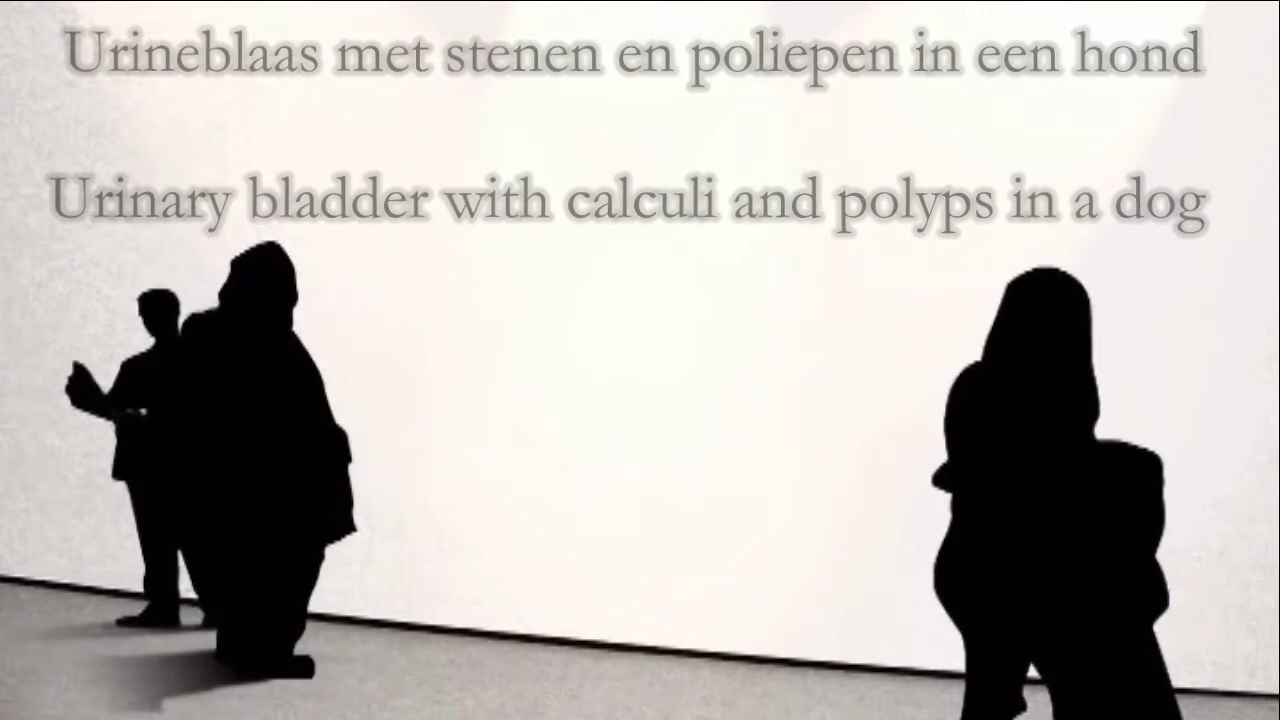 Urineblaas met stenen en poliepen in een hond
Urinary bladder with calculi and polyps in a dog